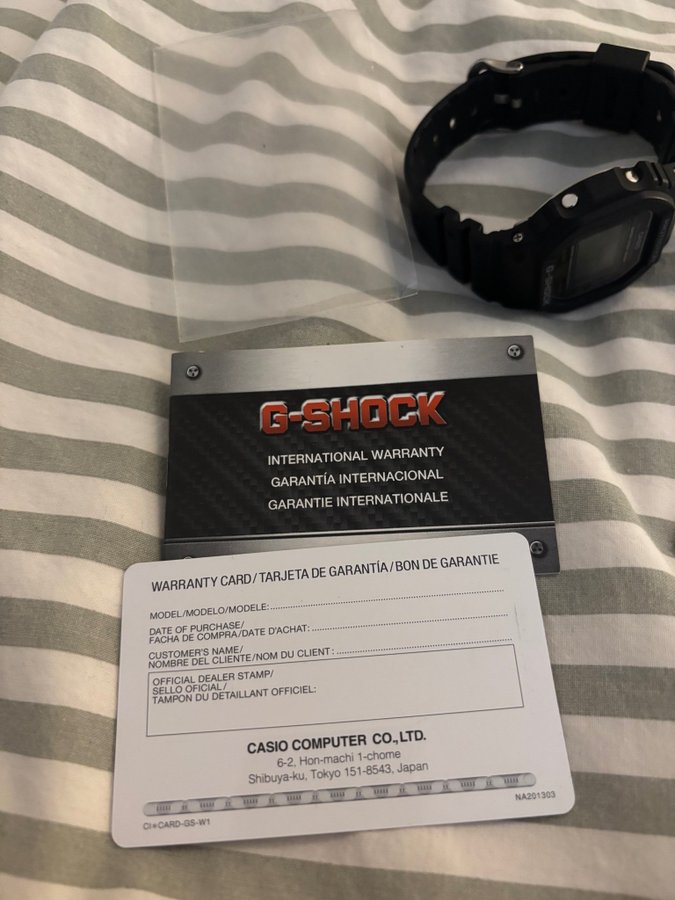 G-SHOCK
G-SHOCK
INTERNATIONAL WARRANTY
GARANTÍA INTERNACIONAL
GARANTIE INTERNATIONALE
WARRANTY CARD/TARJETA DE GARANTÍA/BON DE GARANTIE
MODEL/MODELO/MODELE:
DATE OF PURCHASE/
FACHA DE COMPRA/DATE D'ACHAT:
CUSTOMER'S NAME/
NOMBRE DEL CLIENTE/NOM DU CLIENT:
OFFICIAL DEALER STAMP/
SELLO OFICIAL/
TAMPON DU DÉTAILLANT OFFICIEL:
CASIO COMPUTER CO.,LTD.
6-2, Hon-machi 1-chome
Shibuya-ku, Tokyo 151-8543, Japan
CI∗CARD-GS-W1
NA201303